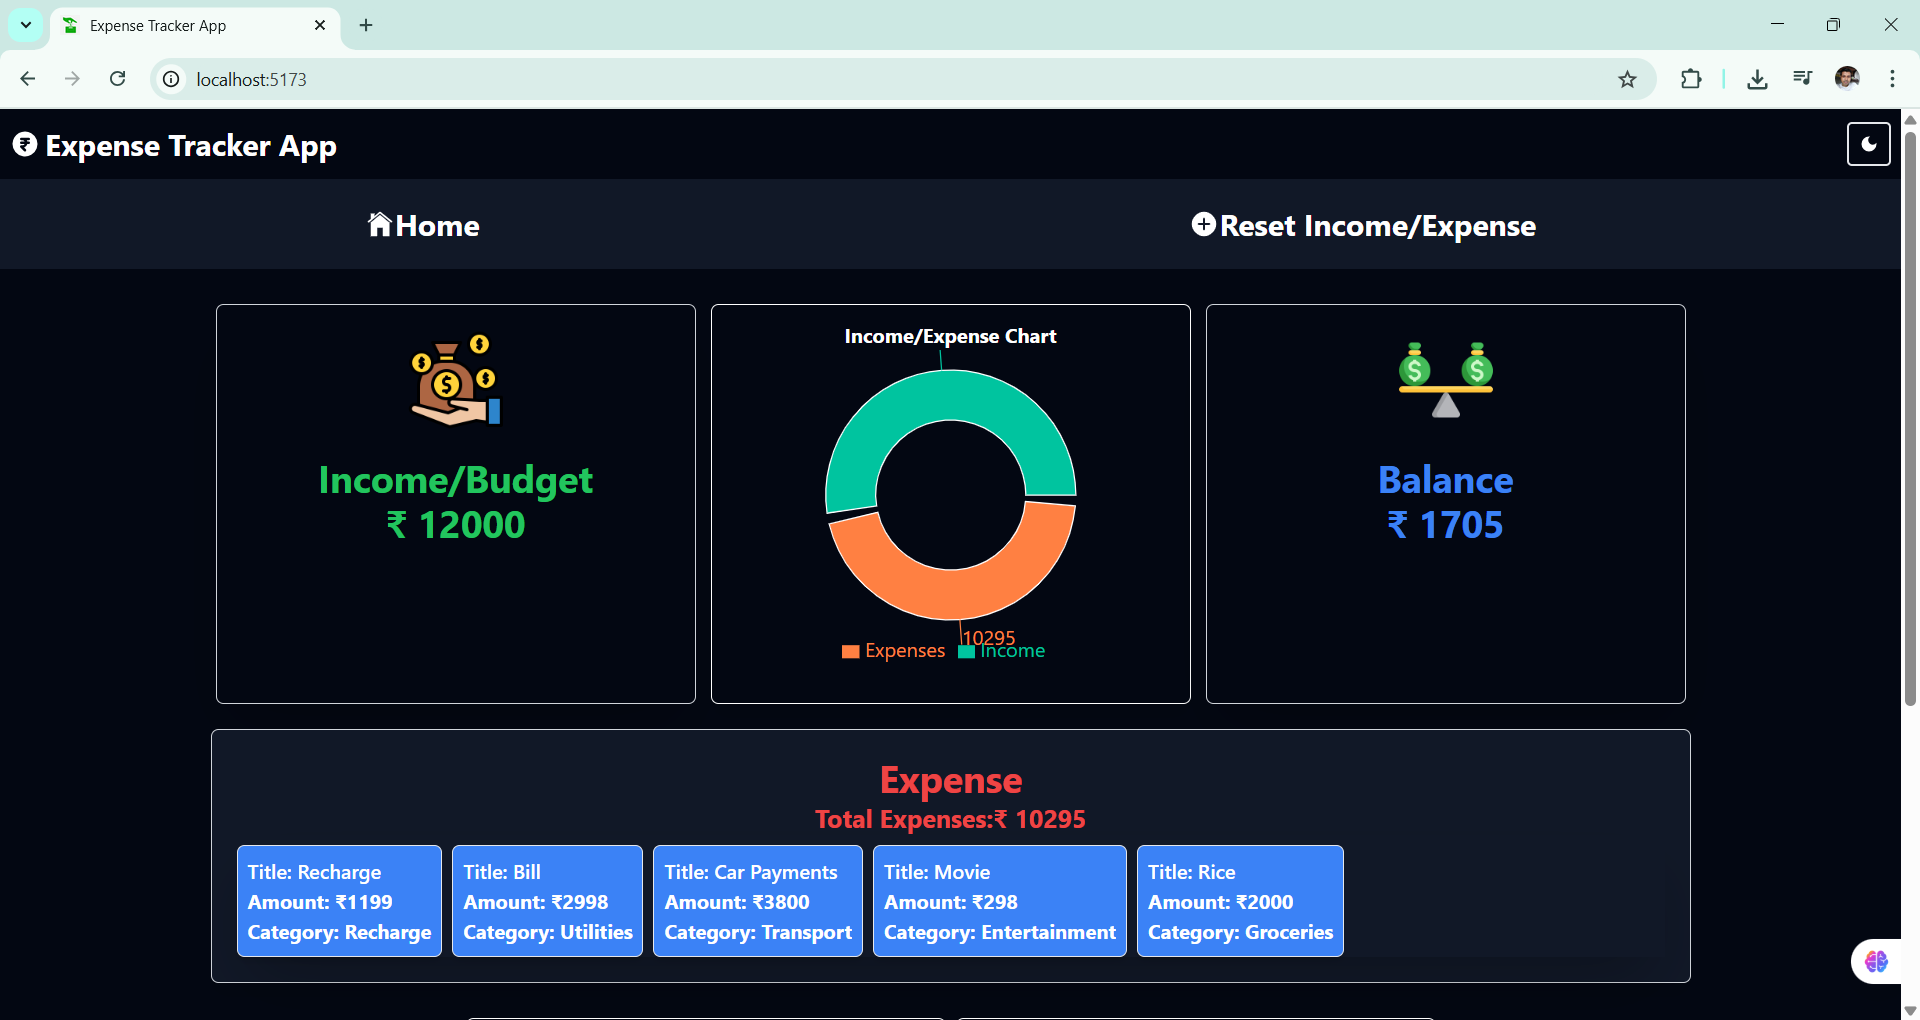 Expense Tracker App
localhost:5173
Expense Tracker App
Home
Reset Income/Expense
Income/Budget
₹ 12000
Income/Expense Chart
10295
Expenses
Income
Balance
₹ 1705
Expense
Total Expenses:₹ 10295
Title: Recharge
Amount: ₹1199
Category: Recharge
Title: Bill
Amount: ₹2998
Category: Utilities
Title: Car Payments
Amount: ₹3800
Category: Transport
Title: Movie
Amount: ₹298
Category: Entertainment
Title: Rice
Amount: ₹2000
Category: Groceries